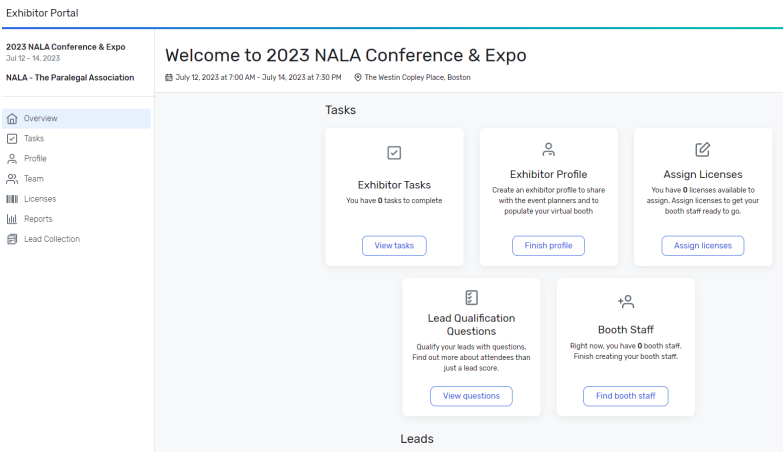 Exhibitor Portal
2023 NALA Conference & Expo
Jul 12 - 14, 2023
NALA - The Paralegal Association
Overview
Tasks
Profile
Team
Licenses
Reports
Lead Collection
Welcome to 2023 NALA Conference & Expo
July 12, 2023 at 7:00 AM - July 14, 2023 at 7:30 PM
The Westin Copley Place, Boston
Tasks
Exhibitor Tasks
You have 0 tasks to complete
View tasks
Exhibitor Profile
Create an exhibitor profile to share
with the event planners and to
populate your virtual booth
Finish profile
Assign Licenses
You have 0 licenses available to
assign. Assign licenses to get your
booth staff ready to go.
Assign licenses
Lead Qualification
Questions
Qualify your leads with questions.
Find out more about attendees than
just a lead score.
View questions
Booth Staff
Right now, you have 0 booth staff.
Finish creating your booth staff.
Find booth staff
Leads